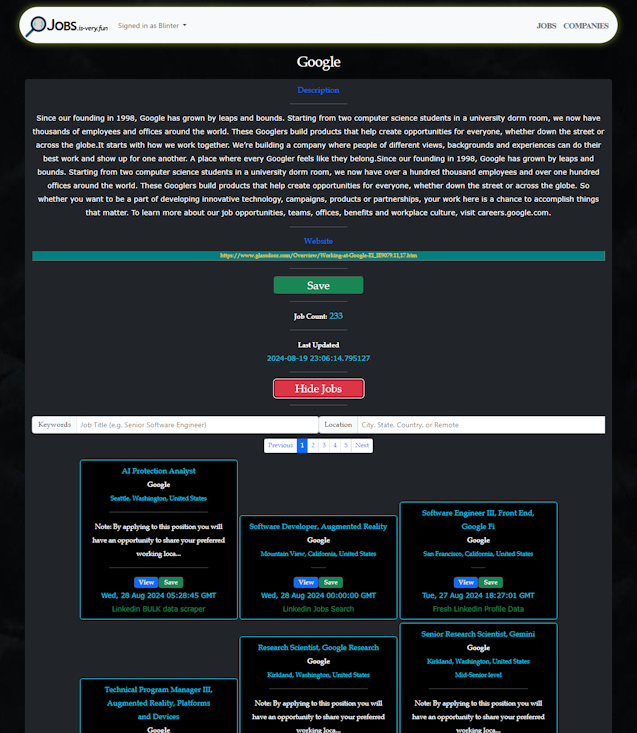 JOBS.is-very.fun
Signed in as Blinter
JOBS COMPANIES
Google
Description
Since our founding in 1998, Google has grown by leaps and bounds. Starting from two computer science students in a university dorm room, we now have
thousands of employees and offices around the world. These Googlers build products that help create opportunities for everyone, whether down the street or
across the globe.It starts with how we work together. We're building a company where people of different views, backgrounds and experiences can do their
best work and show up for one another. A place where every Googler feels like they belong.Since our founding in 1998, Google has grown by leaps and
bounds. Starting from two computer science students in a university dorm room, we now have over a hundred thousand employees and over one hundred
offices around the world. These Googlers build products that help create opportunities for everyone, whether down the street or across the globe. So
whether you want to be a part of developing innovative technology, campaigns, products or partnerships, your work here is a chance to accomplish things
that matter. To learn more about our job opportunities, teams, offices, benefits and workplace culture, visit careers.google.com.
Website
https://www.glassdoor.com/Overview/Working-at-Google-EI_IE9079.11,17.htm
Save
Job Count: 233
Last Updated
2024-08-19 23:06:14.795127
Hide Jobs
Keywords Job Title (e.g. Senior Software Engineer) Location City, State, Country, or Remote
Previous 1 2 3 4 5 Next
AI Protection Analyst
Google
Seattle, Washington, United States
Note: By applying to this position you will
have an opportunity to share your preferred
working loca...
View Save
Wed, 28 Aug 2024 05:28:45 GMT
Linkedin BULK data scraper
Software Developer, Augmented Reality
Google
Mountain View, California, United States
View Save
Wed, 28 Aug 2024 00:00:00 GMT
Linkedin Jobs Search
Software Engineer III, Front End,
Google Fi
Google
San Francisco, California, United States
View Save
Tue, 27 Aug 2024 18:27:01 GMT
Fresh Linkedin Profile Data
Technical Program Manager III,
Augmented Reality, Platforms
and Devices
Google
Research Scientist, Google Research
Google
Kirkland, Washington, United States
Note: By applying to this position you will
have an opportunity to share your preferred
working loca...
Senior Research Scientist, Gemini
Google
Kirkland, Washington, United States
Mid-Senior level
Note: By applying to this position you will
have an opportunity to share your preferred
working loca...